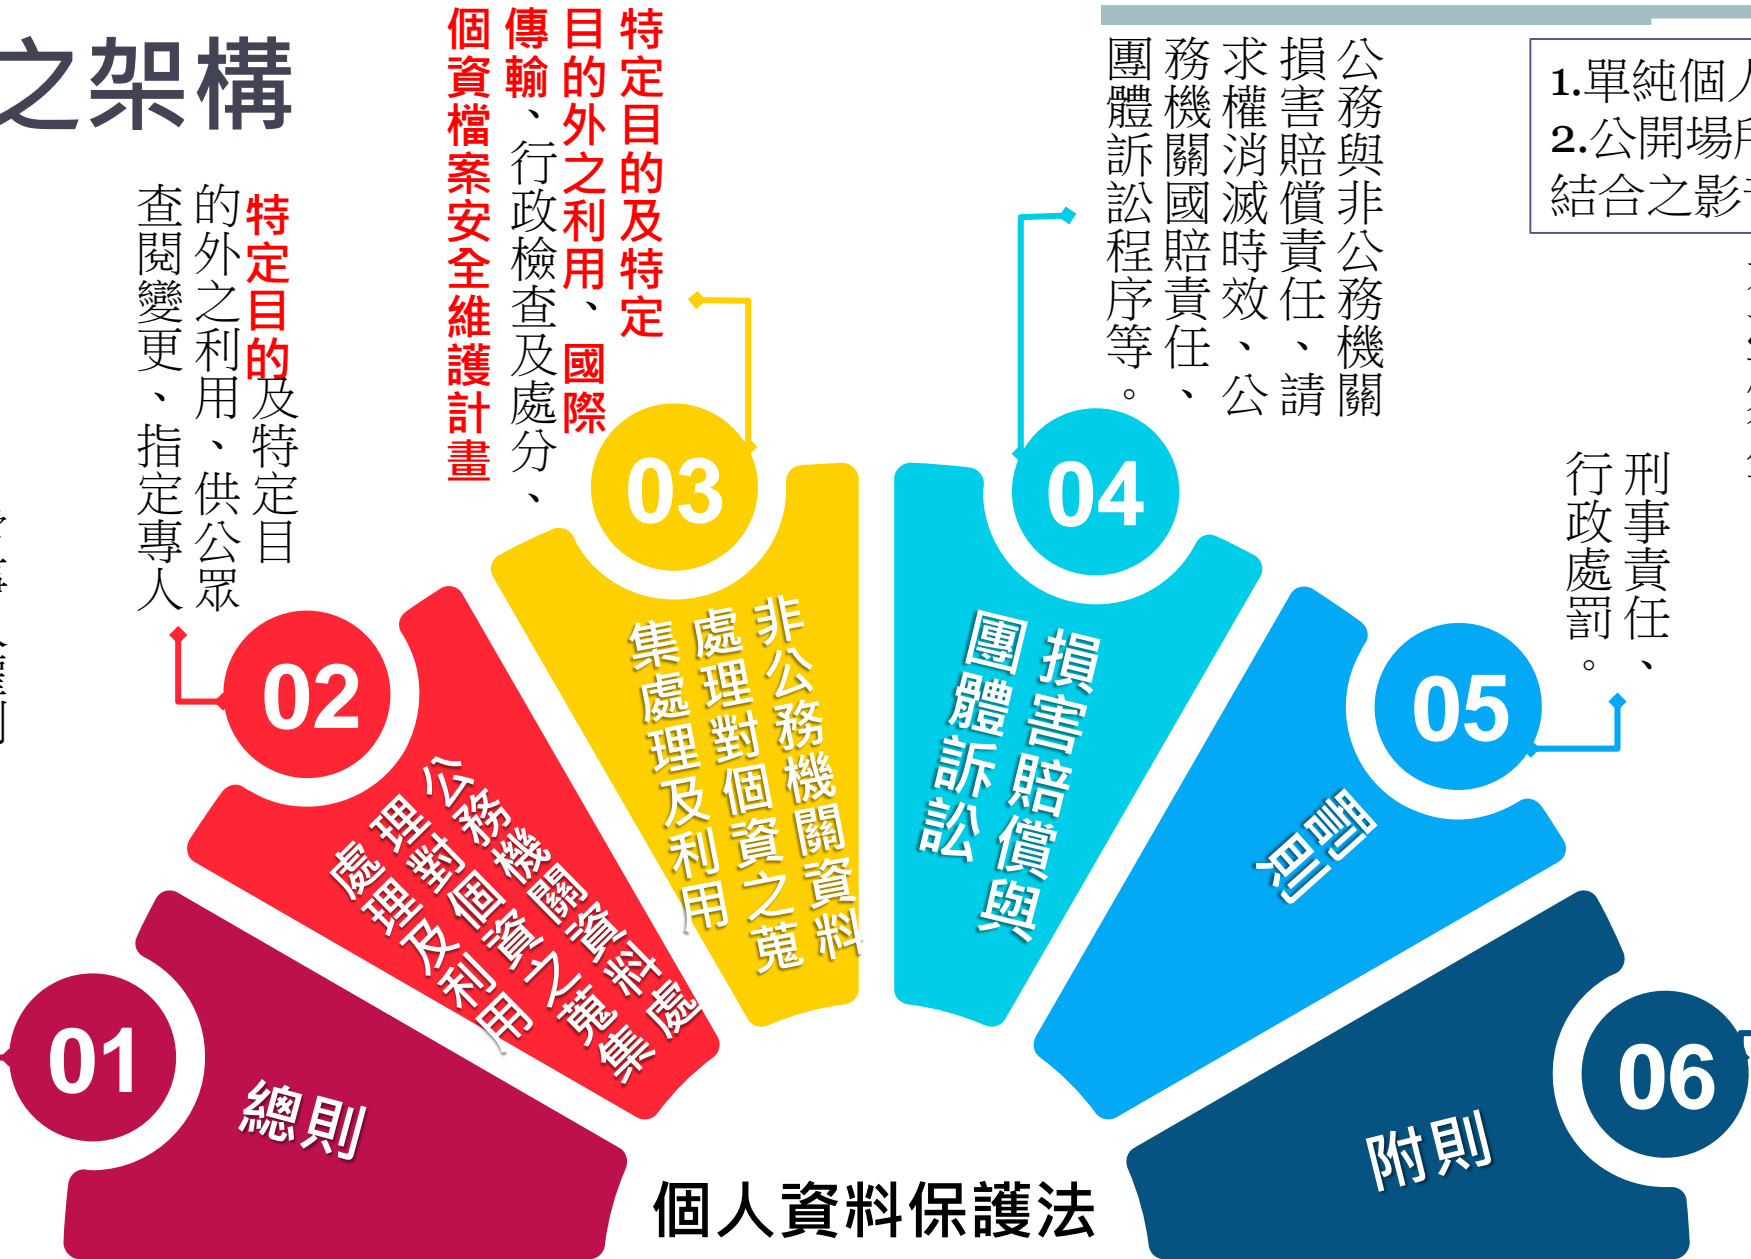 之架構
特定目的及特定目
的外之利用、供公眾
查閱變更、指定專人
特定目的及特定
目的外之利用、國際
傳輸、行政檢查及處分、
個資檔案安全維護計畫
公務與非公務機關
損害賠償責任、請
求權消滅時效、公
務機關國賠責任、
團體訴訟程序等。
1.單純個人
2.公開場所
結合之影音
刑事責任、
行政處罰。
01
總則
02
公務機關資料處
理對個資之蒐集
處理及利用
03
非公務機關資料
處理對個資之蒐
集處理及利用
04
損害賠償與
團體訴訟
05
罰則
06
附則
個人資料保護法